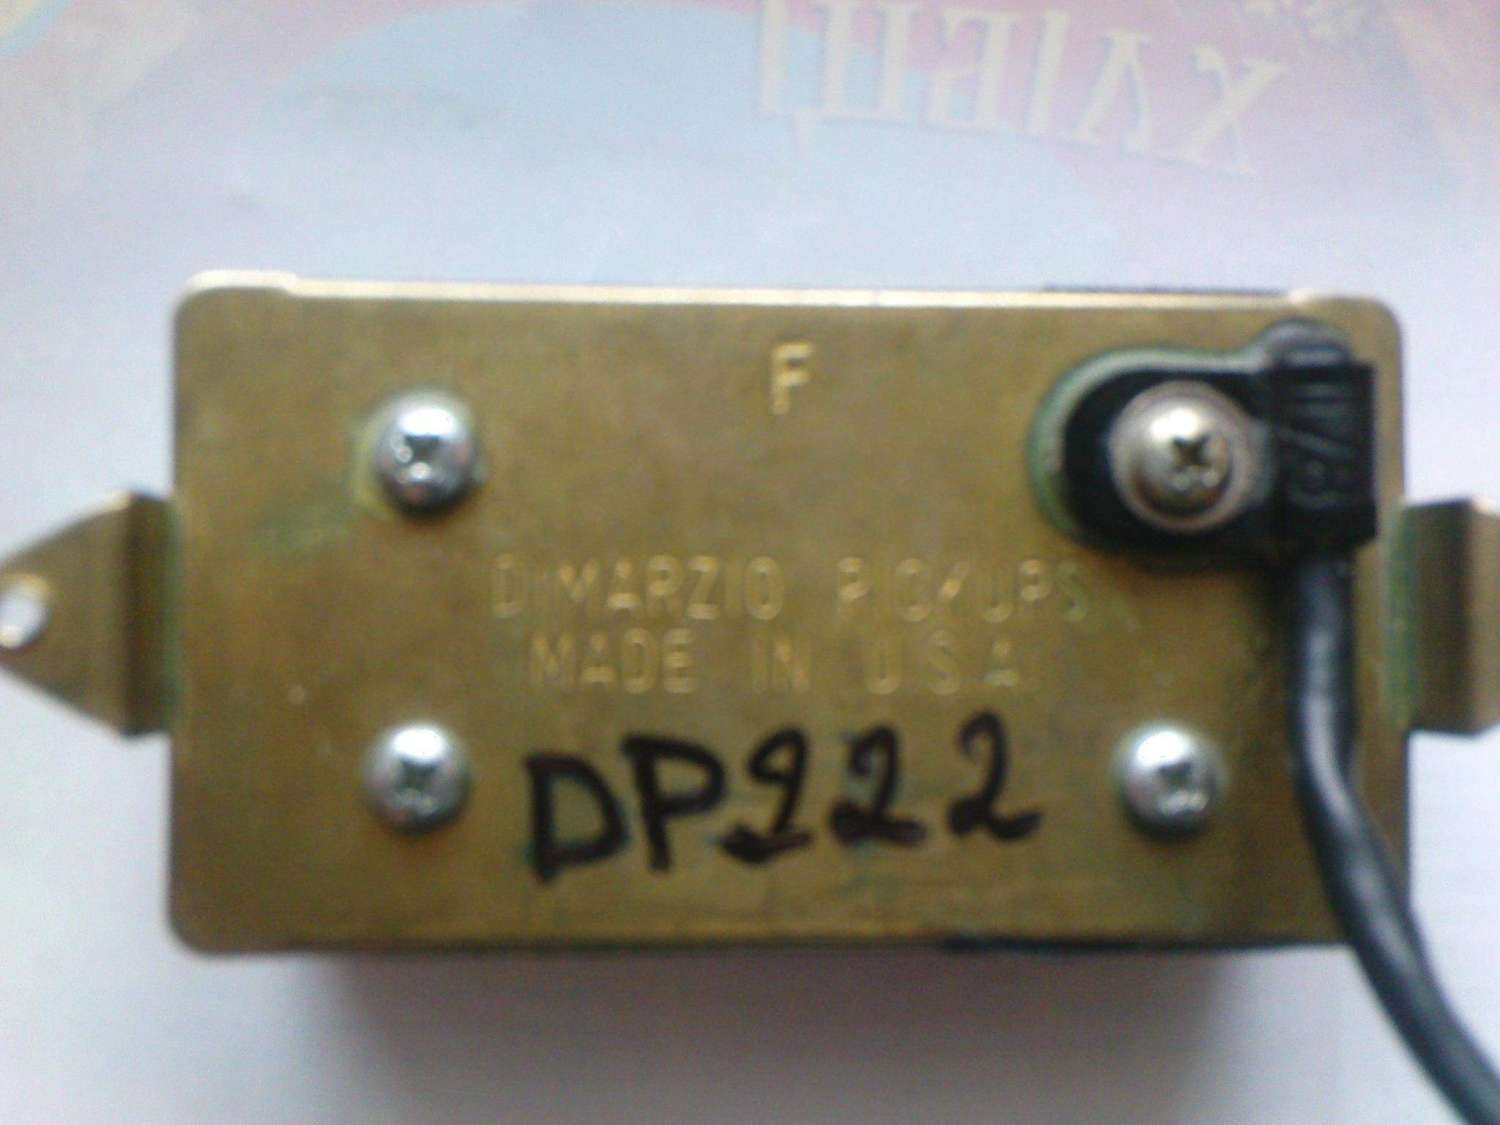 F
DIMARZIO PICKUPS
MADE IN U.S.A.
DP222